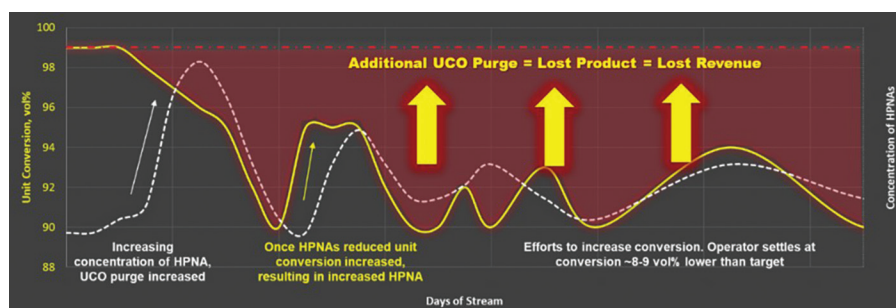 100
98
96
94
92
90
88
Unit Conversion, vol%
Concentration of HPNAs
Additional UCO Purge = Lost Product = Lost Revenue
Increasing
concentration of HPNA,
UCO purge increased
Once HPNAs reduced unit
conversion increased,
resulting in increased HPNA
Efforts to increase conversion. Operator settles at
conversion ~8-9 vol% lower than target
Days of Stream